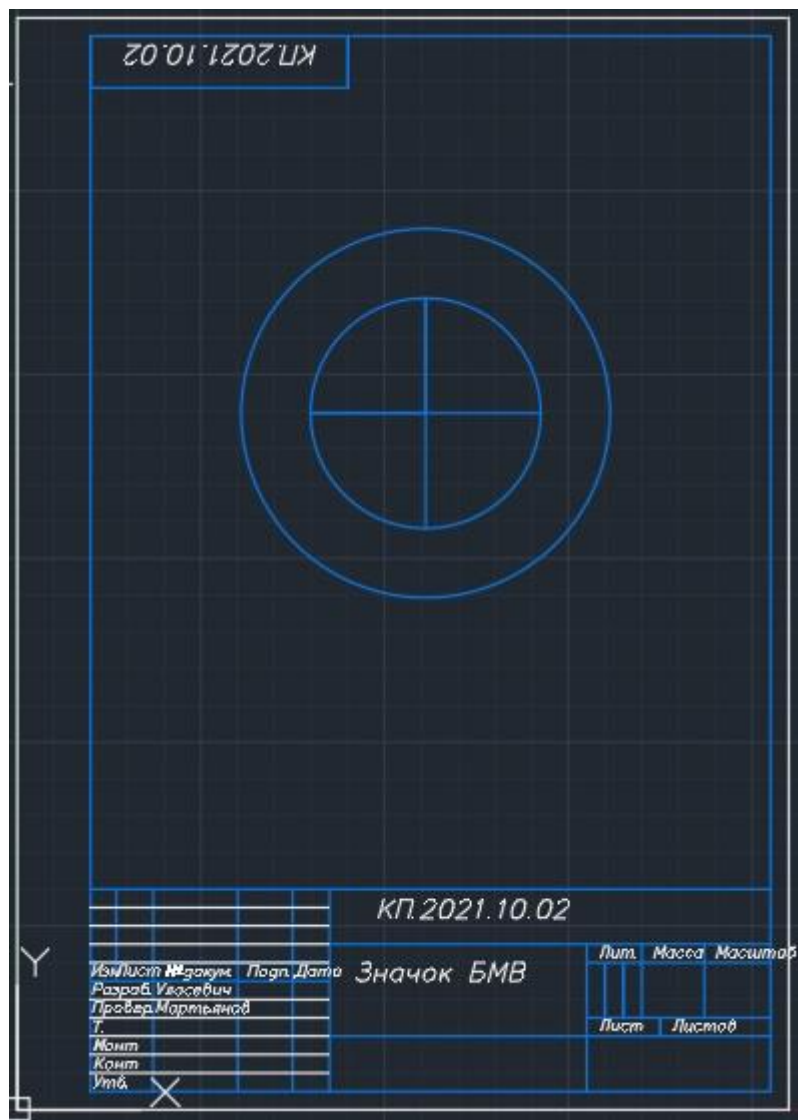 КП.2021.10.02
КП.2021.10.02
Лит. Масса Масштаб
Изм Лист №докум. Подп. Дата Значок БМВ
Разраб. Уласевич
Провер. Мартьянов
Т. Лист Листов
Монт
Конт
Утв.
Y
X